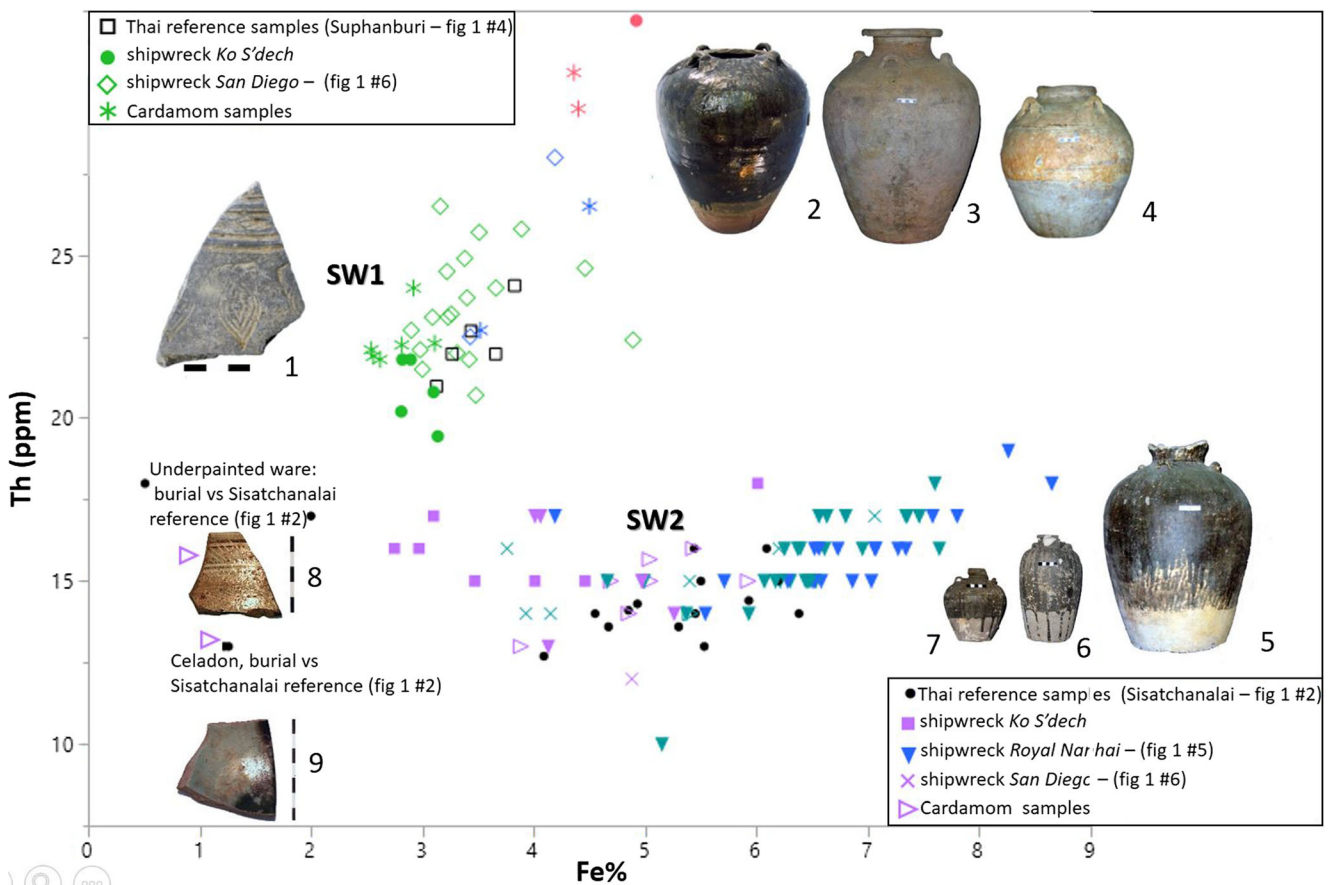 Thai reference samples (Suphanburi – fig 1 #4)
shipwreck Ko S'dech
shipwreck San Diego – (fig 1 #6)
Cardamom samples
2
3
4
SW1
1
25
20
15
10
Th (ppm)
Underpainted ware:
burial vs Sisatchanalai
reference (fig 1 #2)
8
SW2
7
6
5
Celadon, burial vs
Sisatchanalai reference (fig 1 #2)
9
Thai reference samples (Sisatchanalai – fig 1 #2)
shipwreck Ko S'dech
shipwreck Royal Nanhai – (fig 1 #5)
shipwreck San Diego – (fig 1 #6)
Cardamom samples
0 1 2 3 4 5 6 7 8 9
Fe%